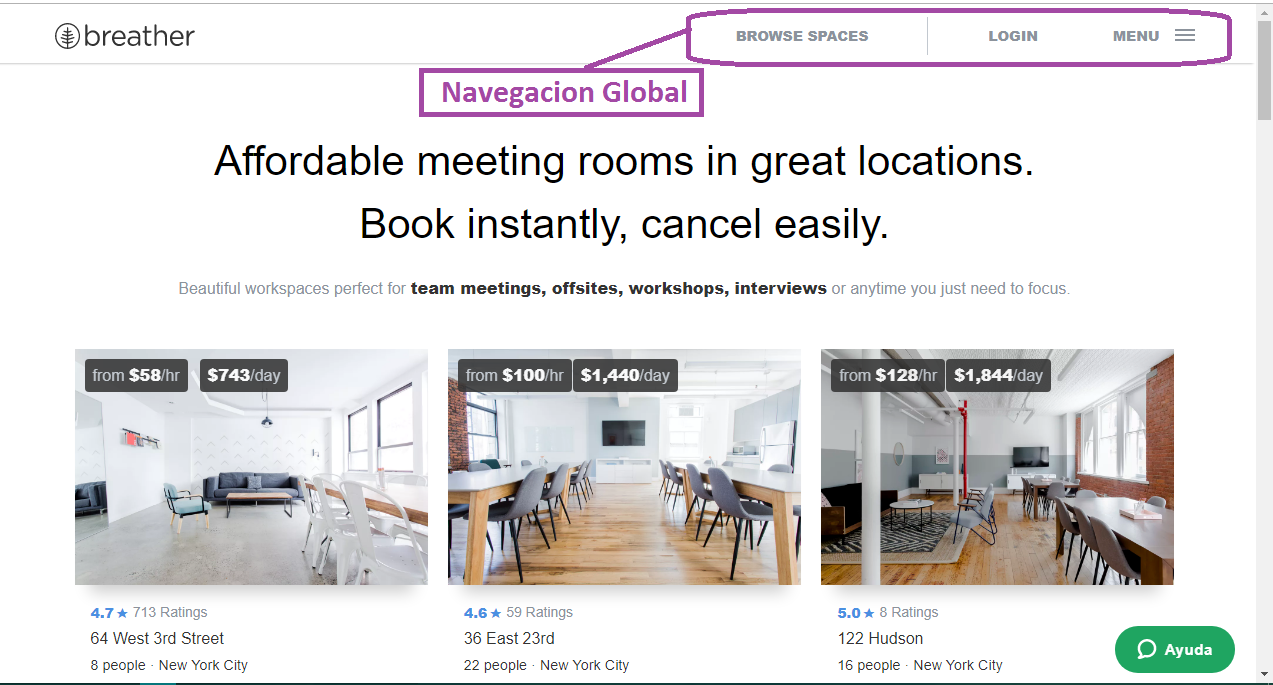 breather
BROWSE SPACES
LOGIN
MENU
Navegacion Global
Affordable meeting rooms in great locations.
Book instantly, cancel easily.
Beautiful workspaces perfect for team meetings, offsites, workshops, interviews or anytime you just need to focus.
from $58/hr $743/day
from $100/hr $1,440/day
from $128/hr $1,844/day
4.7 ★ 713 Ratings
64 West 3rd Street
8 people · New York City
4.6 ★ 59 Ratings
36 East 23rd
22 people · New York City
5.0 ★ 8 Ratings
122 Hudson
16 people · New York City
Ayuda